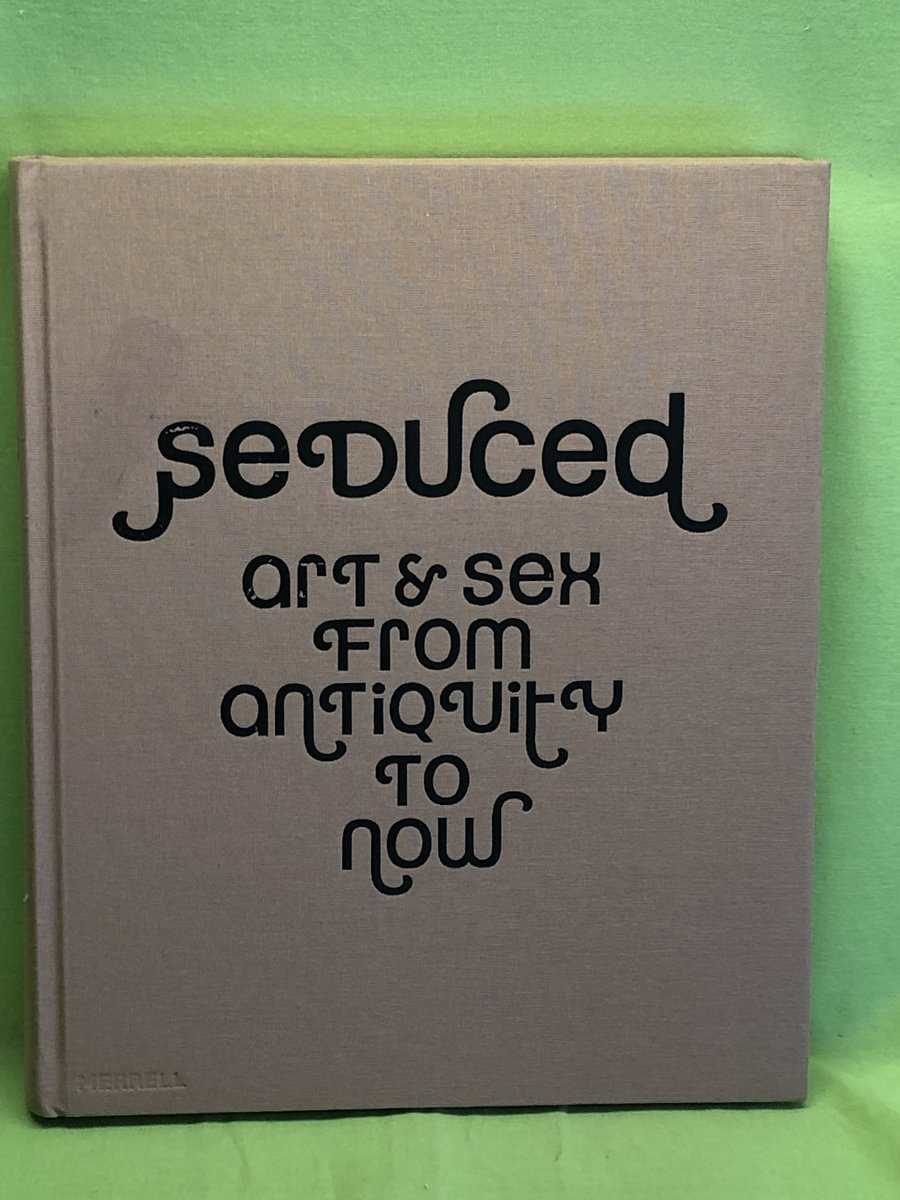 seDuced
arT & sex
From
anTiQuitY
To
now
MERRELL